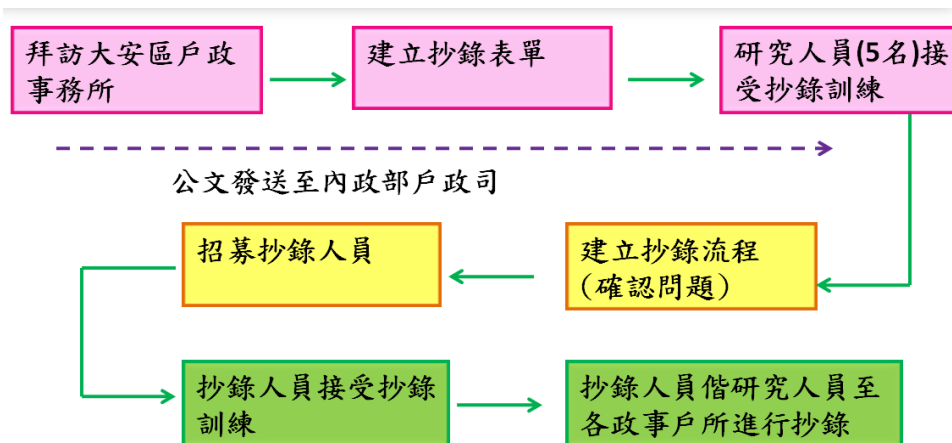 拜訪大安區戶政
事務所
建立抄錄表單
研究人員(5名)接
受抄錄訓練
公文發送至內政部戶政司
招募抄錄人員
建立抄錄流程
(確認問題)
抄錄人員接受抄錄
訓練
抄錄人員偕研究人員至
各政事戶所進行抄錄